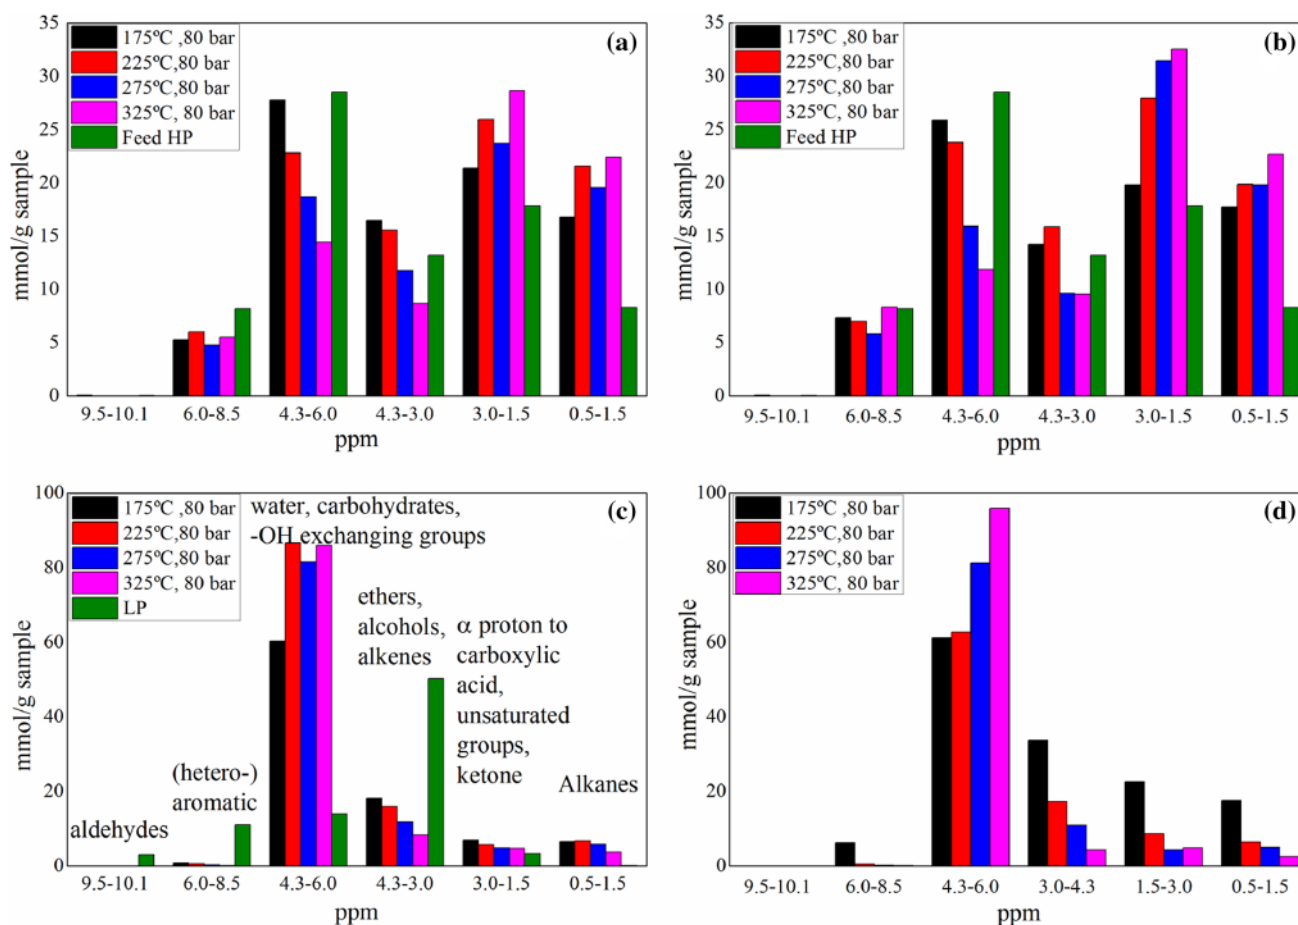 35
30
25
20
15
10
5
0
mmol/g sample
175ºC ,80 bar
225ºC,80 bar
275ºC,80 bar
325ºC, 80 bar
Feed HP
(a)
9.5-10.1 6.0-8.5 4.3-6.0 4.3-3.0 3.0-1.5 0.5-1.5
ppm
35
30
25
20
15
10
5
0
mmol/g sample
175ºC ,80 bar
225ºC,80 bar
275ºC,80 bar
325ºC, 80 bar
Feed HP
(b)
9.5-10.1 6.0-8.5 4.3-6.0 4.3-3.0 3.0-1.5 0.5-1.5
ppm
100
80
60
40
20
0
mmol/g sample
175ºC ,80 bar
225ºC,80 bar
275ºC,80 bar
325ºC, 80 bar
LP
water, carbohydrates,
-OH exchanging groups
(c)
ethers,
alcohols,
alkenes
α proton to
carboxylic
acid,
unsaturated
groups,
ketone
(hetero-)
aromatic
aldehydes
Alkanes
9.5-10.1 6.0-8.5 4.3-6.0 4.3-3.0 3.0-1.5 0.5-1.5
ppm
100
80
60
40
20
0
mmol/g sample
175ºC ,80 bar
225ºC,80 bar
275ºC,80 bar
325ºC, 80 bar
(d)
9.5-10.1 6.0-8.5 4.3-6.0 3.0-4.3 1.5-3.0 0.5-1.5
ppm